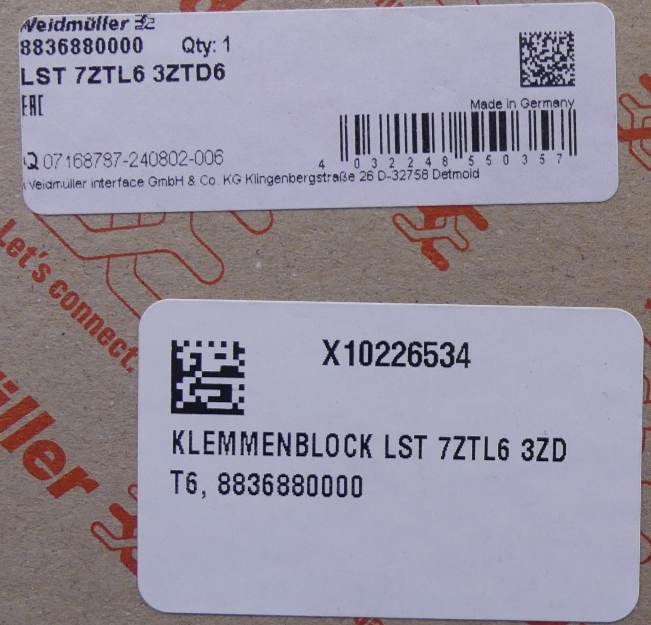 Weidmüller
8836880000 Qty: 1
LST 7ZTL6 3ZTD6
EAC
Made in Germany
Q 07168787-240802-006
4 032248 550357
Weidmüller Interface GmbH & Co. KG Klingenbergstraße 26 D-32758 Detmold
Let's connect.
üller
X10226534
KLEMMENBLOCK LST 7ZTL6 3ZD
T6, 8836880000